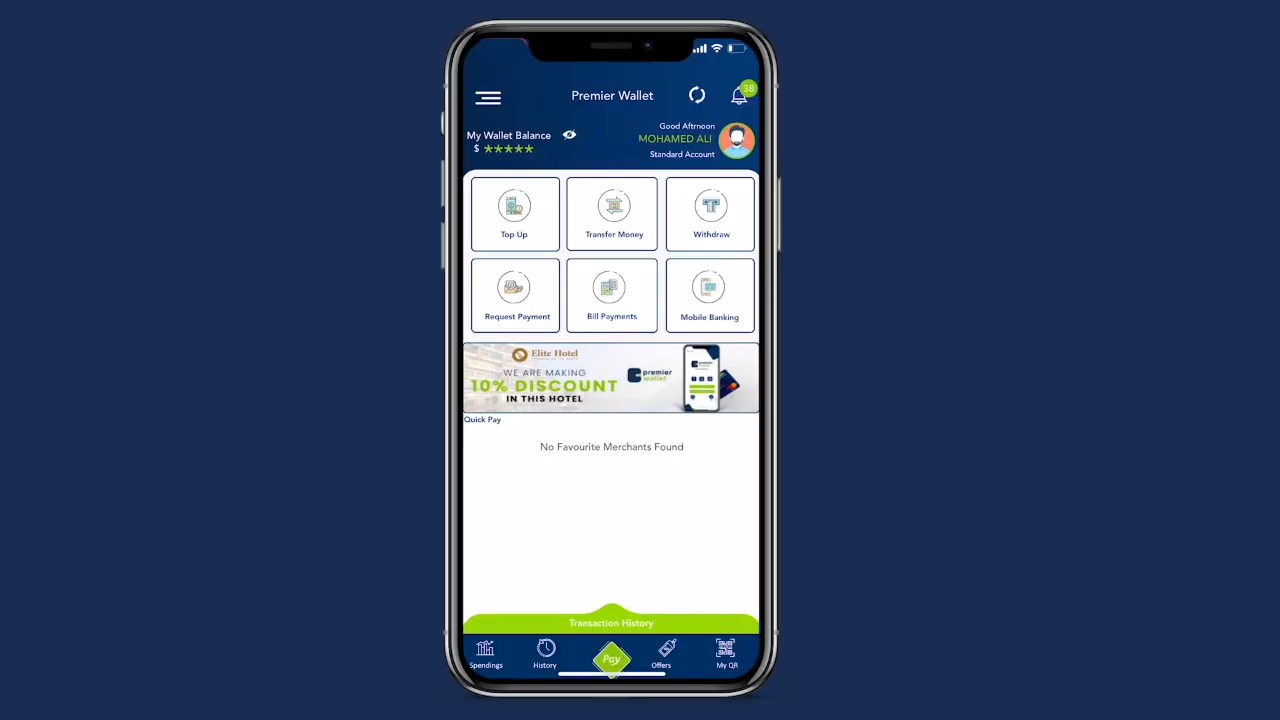 Premier Wallet
38
My Wallet Balance
$ *****
Good Aftrnoon
MOHAMED ALI
Standard Account
Top Up
Transfer Money
Withdraw
Request Payment
Bill Payments
Mobile Banking
Elite Hotel
WE ARE MAKING
10% DISCOUNT
IN THIS HOTEL
premier
wallet
Quick Pay
No Favourite Merchants Found
Transaction History
Spendings
History
Pay
Offers
My QR